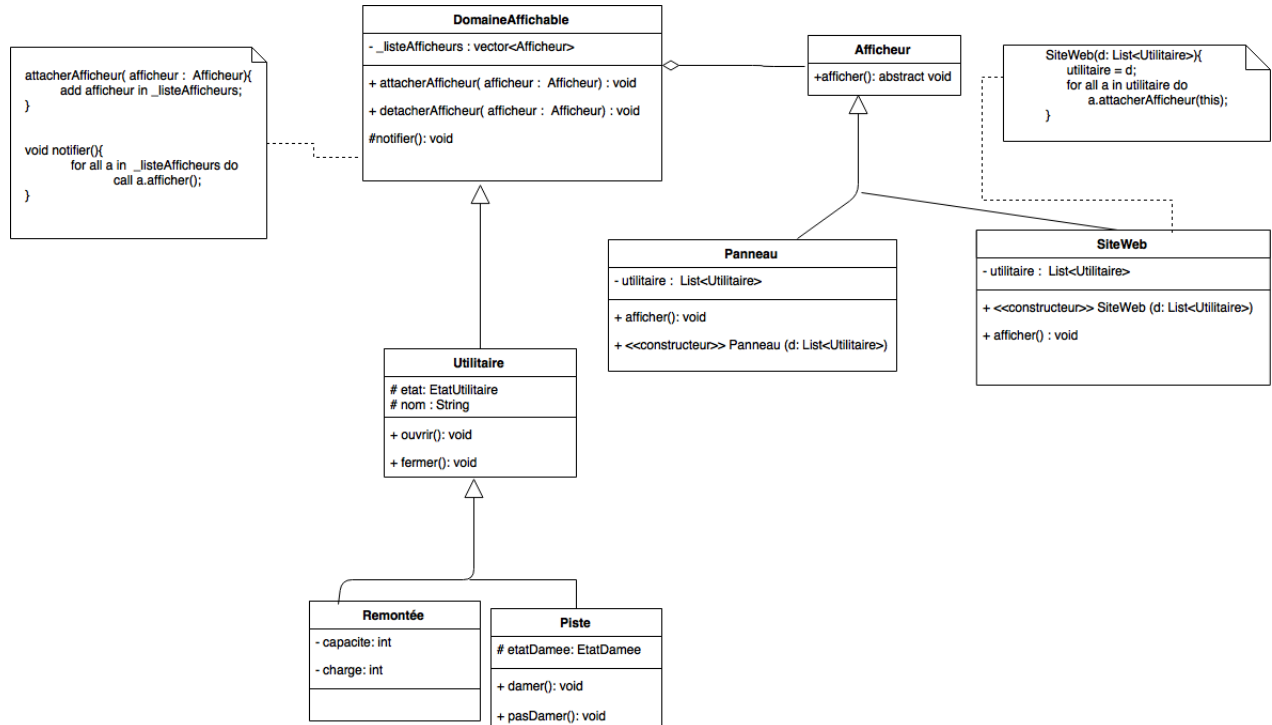 DomaineAffichable
- _listeAfficheurs : vector<Afficheur>
+ attacherAfficheur( afficheur :  Afficheur) : void
+ detacherAfficheur( afficheur :  Afficheur) : void
#notifier(): void
attacherAfficheur( afficheur :  Afficheur){
add afficheur in _listeAfficheurs;
}
void notifier(){
for all a in  _listeAfficheurs do
call a.afficher();
}
Afficheur
+afficher(): abstract void
SiteWeb(d: List<Utilitaire>){
utilitaire = d;
for all a in utilitaire do
a.attacherAfficheur(this);
}
Panneau
- utilitaire :  List<Utilitaire>
+ afficher(): void
+ <<constructeur>> Panneau (d: List<Utilitaire>)
SiteWeb
- utilitaire :  List<Utilitaire>
+ <<constructeur>> SiteWeb (d: List<Utilitaire>)
+ afficher() : void
Utilitaire
# etat: EtatUtilitaire
# nom : String
+ ouvrir(): void
+ fermer(): void
Remontée
- capacite: int
- charge: int
Piste
# etatDamee: EtatDamee
+ damer(): void
+ pasDamer(): void